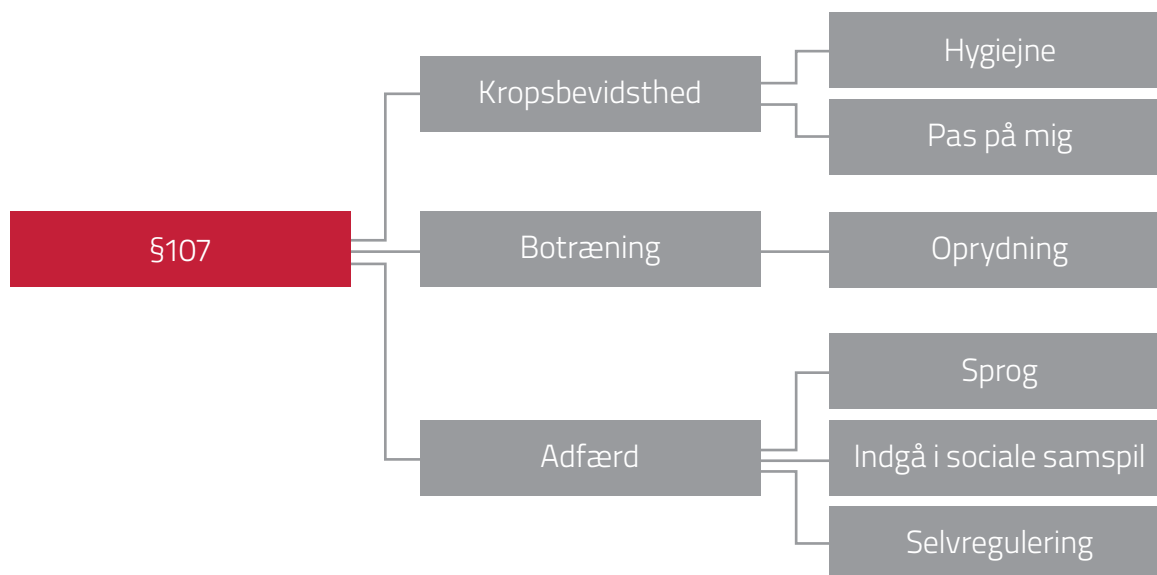 §107
Kropsbevidsthed
Hygiejne
Pas på mig
Botræning
Oprydning
Adfærd
Sprog
Indgå i sociale samspil
Selvregulering